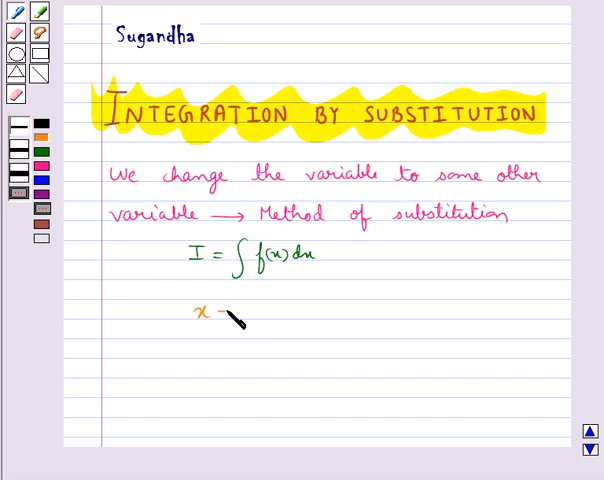 Sugandha
INTEGRATION BY SUBSTITUTION
We change the variable to some other
variable → Method of substitution
I = ∫ f(x) dx
x -